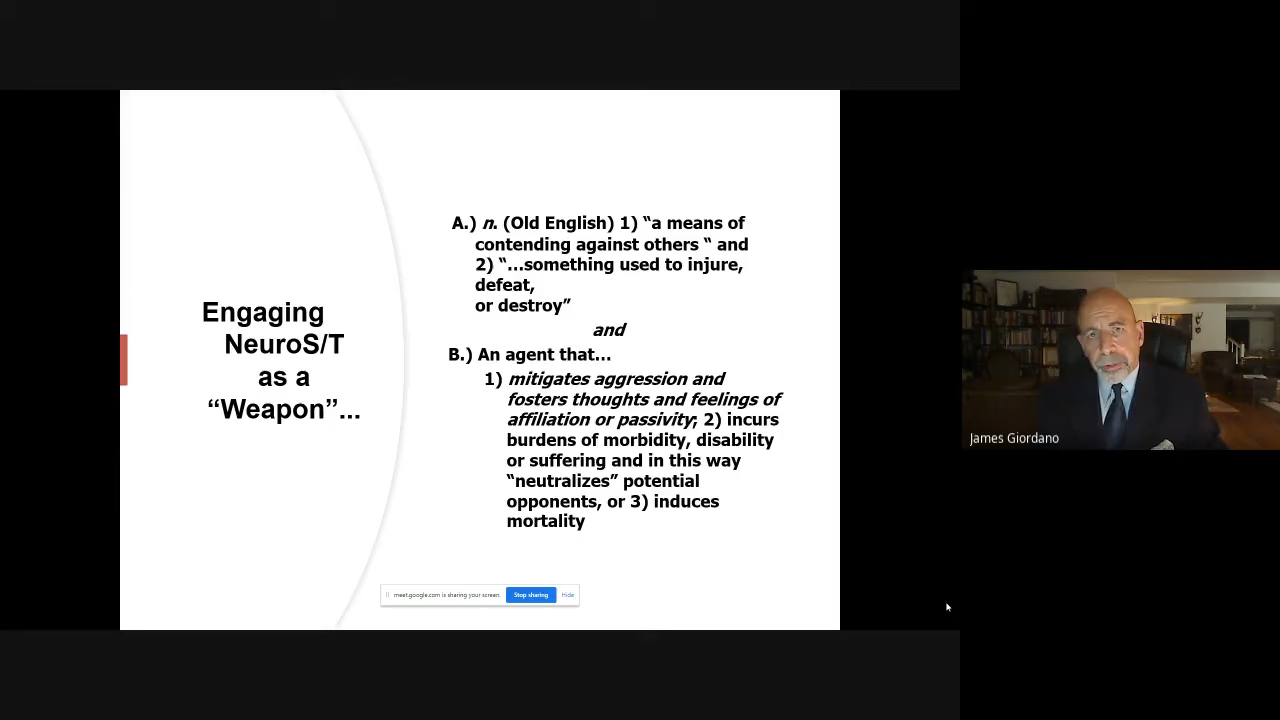 Engaging
NeuroS/T
as a
“Weapon”...
A.) n. (Old English) 1) “a means of
contending against others “ and
2) “…something used to injure,
defeat,
or destroy”
and
B.) An agent that…
1) mitigates aggression and
fosters thoughts and feelings of
affiliation or passivity; 2) incurs
burdens of morbidity, disability
or suffering and in this way
“neutralizes” potential
opponents, or 3) induces
mortality
meet.google.com is sharing your screen.
Stop sharing
Hide
James Giordano